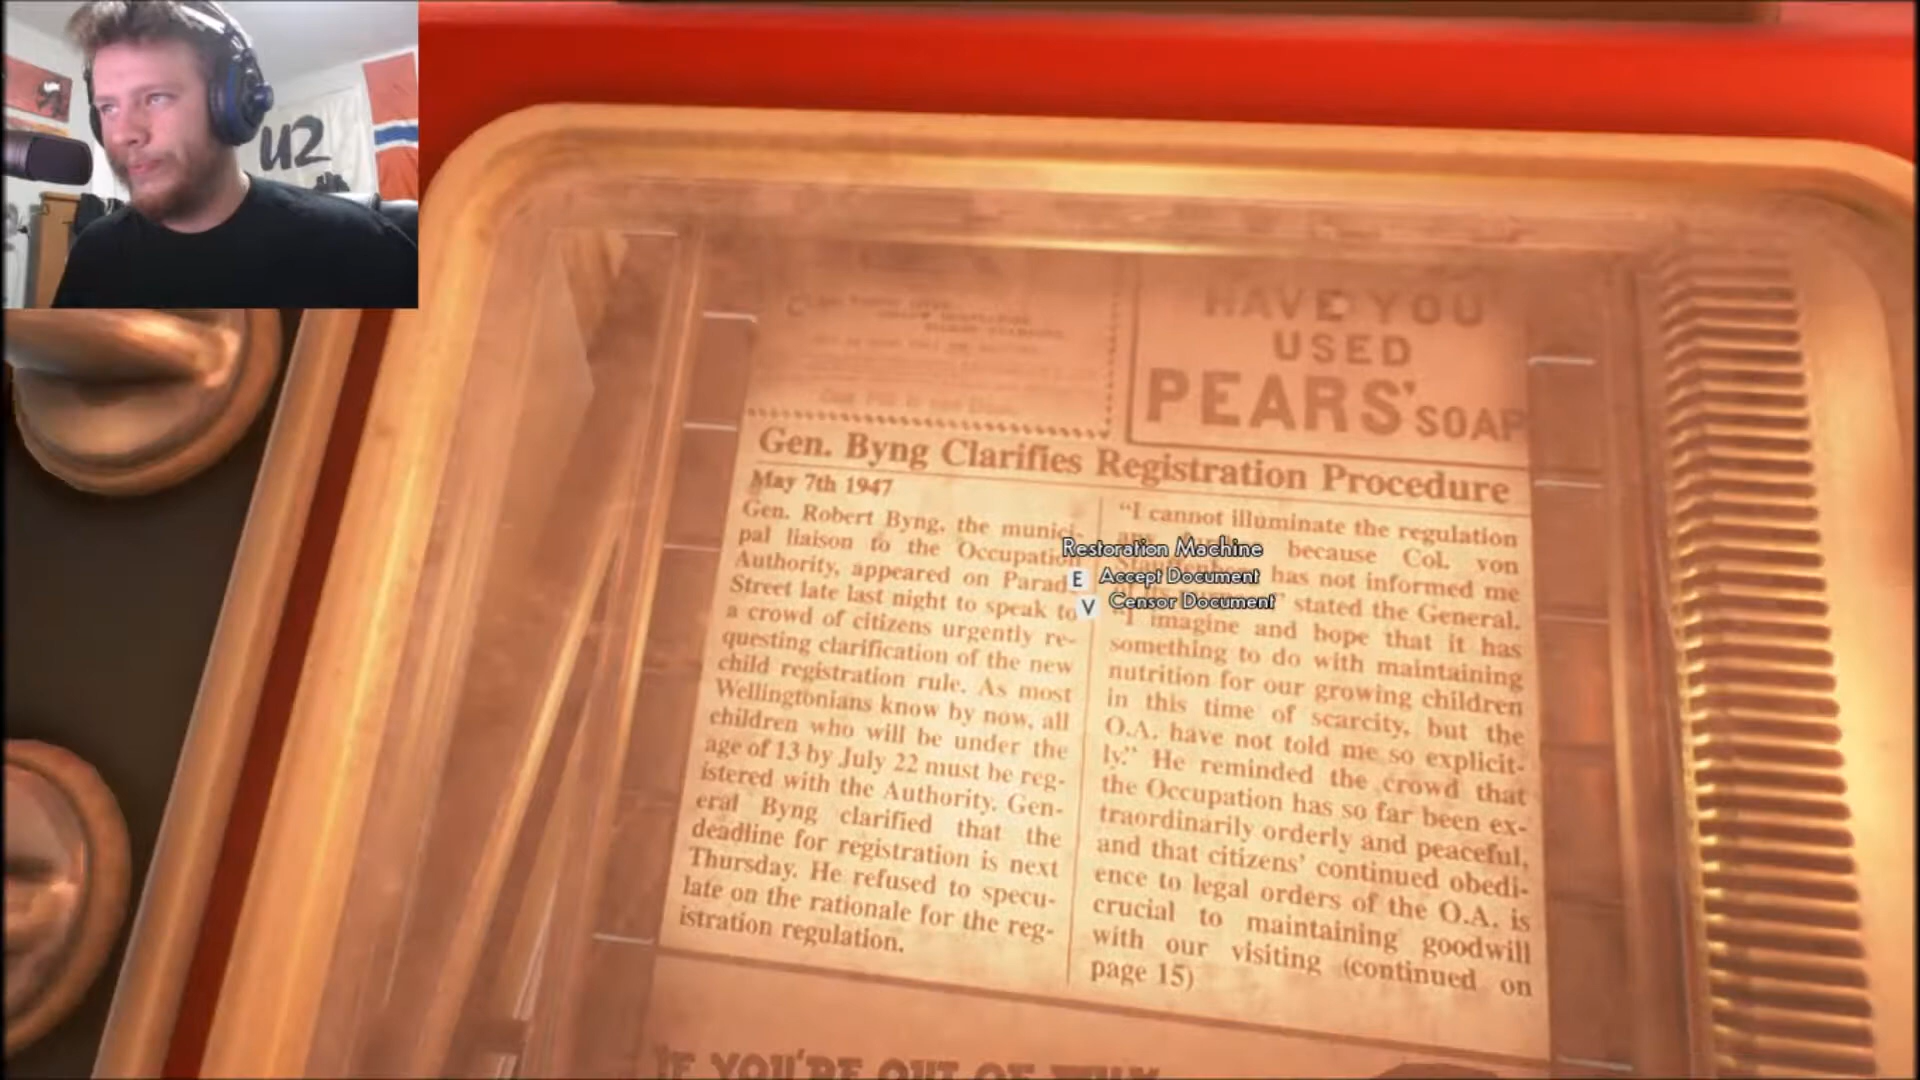 U2
HAVE YOU
USED
PEARS' SOAP
Gen. Byng Clarifies Registration Procedure
May 7th 1947
Gen. Robert Byng, the munici-
pal liaison to the Occupation
Authority, appeared on Parade
Street late last night to speak to
a crowd of citizens urgently re-
questing clarification of the new
child registration rule. As most
Wellingtonians know by now, all
children who will be under the
age of 13 by July 22 must be reg-
istered with the Authority. Gen-
eral Byng clarified that the
deadline for registration is next
Thursday. He refused to specu-
late on the rationale for the reg-
istration regulation.
"I cannot illuminate the regulation
because Col. von
has not informed me
stated the General.
"I imagine and hope that it has
something to do with maintaining
nutrition for our growing children
in this time of scarcity, but the
O.A. have not told me so explicit-
ly." He reminded the crowd that
the Occupation has so far been ex-
traordinarily orderly and peaceful,
and that citizens' continued obedi-
ence to legal orders of the O.A. is
crucial to maintaining goodwill
with our visiting (continued on
page 15)
Restoration Machine
E Accept Document
V Censor Document
IF YOU'RE OUT OF